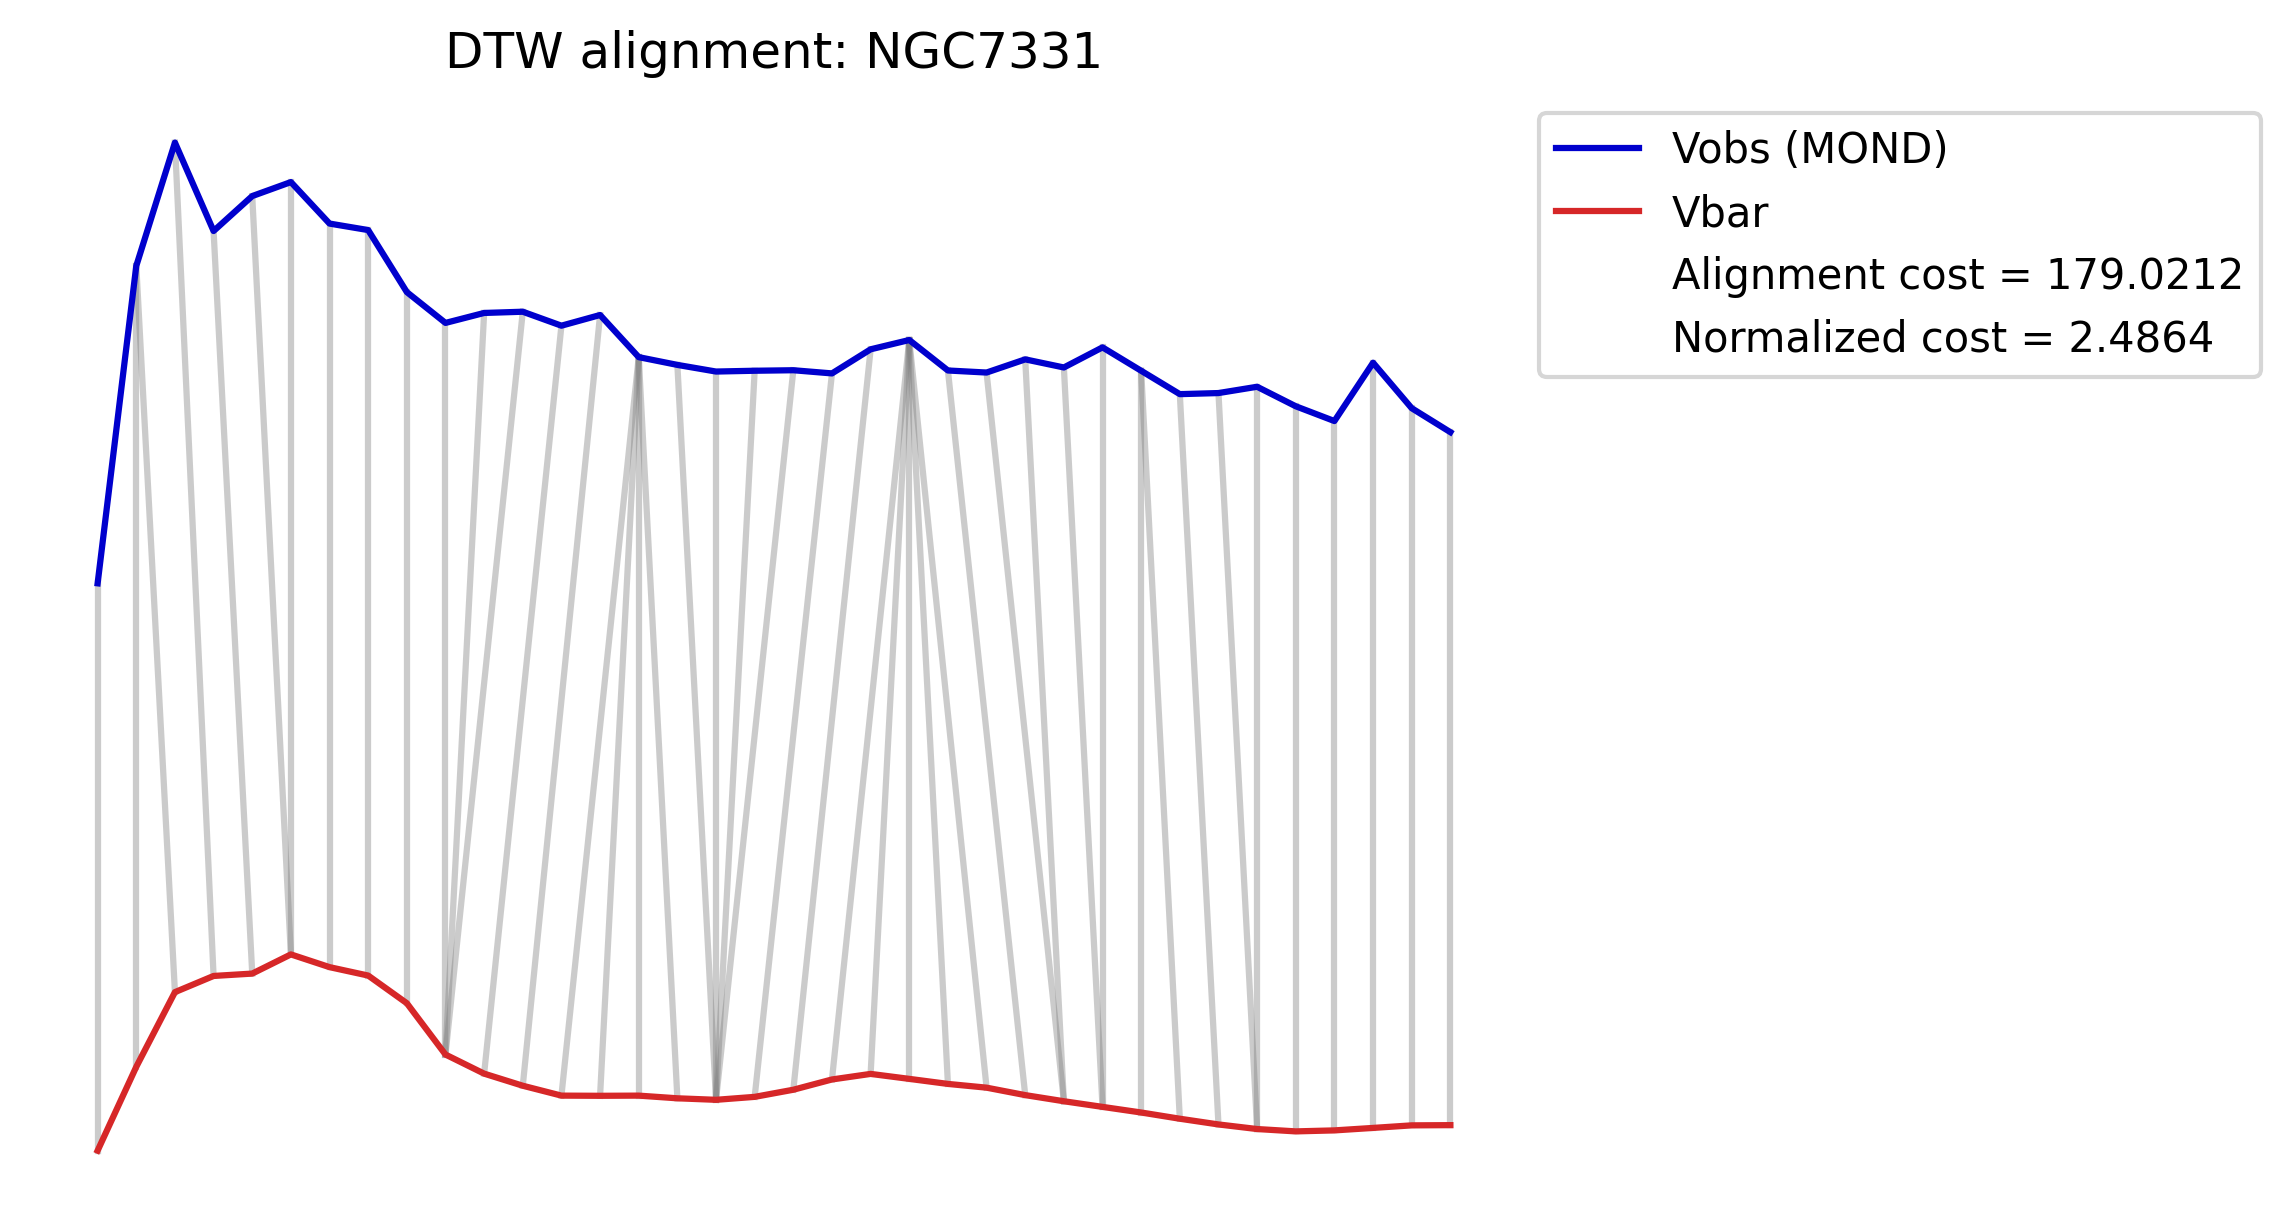 DTW alignment: NGC7331
Vobs (MOND)
Vbar
Alignment cost = 179.0212
Normalized cost = 2.4864